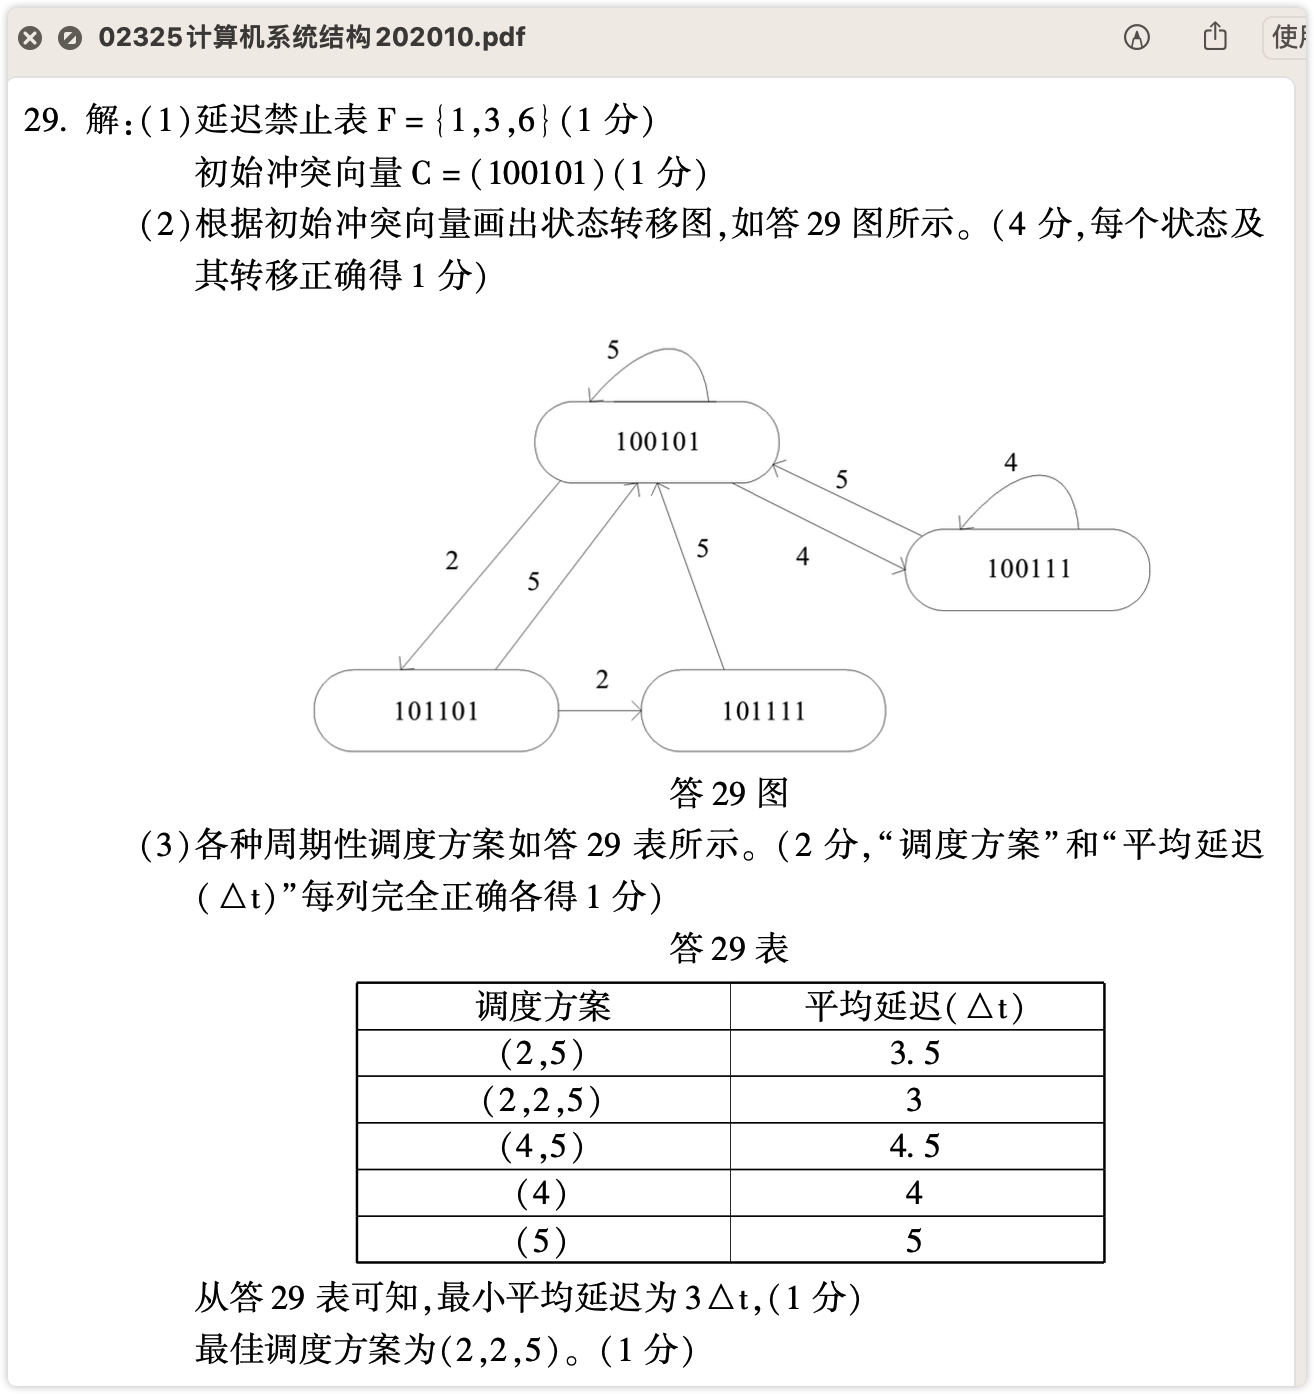 02325计算机系统结构202010.pdf
使
29. 解:(1)延迟禁止表 F = {1,3,6}(1 分)
初始冲突向量 C = (100101)(1 分)
(2)根据初始冲突向量画出状态转移图,如答 29 图所示。(4 分,每个状态及
其转移正确得 1 分)
5
100101
4
5
100111
2
5
5
4
2
101101
101111
答 29 图
(3)各种周期性调度方案如答 29 表所示。(2 分,“调度方案”和“平均延迟
(△t)”每列完全正确各得 1 分)
答 29 表
调度方案 平均延迟(△t)
(2,5) 3. 5
(2,2,5) 3
(4,5) 4. 5
(4) 4
(5) 5
从答 29 表可知,最小平均延迟为 3△t,(1 分)
最佳调度方案为(2,2,5)。(1 分)